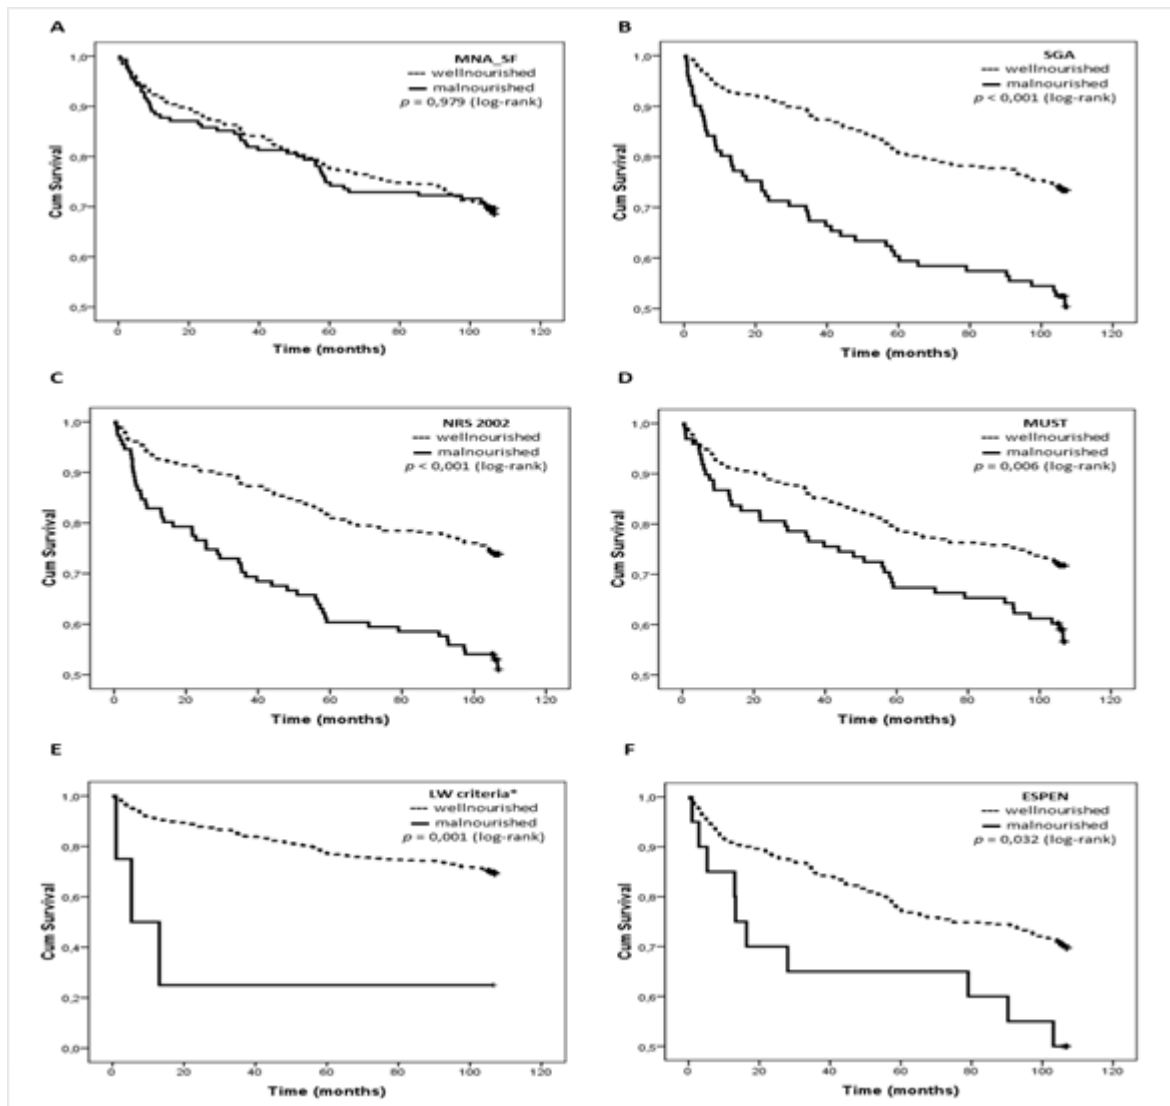 A
MNA_SF
wellnourished
malnourished
p = 0,979 (log-rank)
1,0
0,9
0,8
0,7
0,6
0,5
Cum Survival
0 20 40 60 80 100 120
Time (months)
B
SGA
wellnourished
malnourished
p < 0,001 (log-rank)
1,0
0,9
0,8
0,7
0,6
0,5
Cum Survival
0 20 40 60 80 100 120
Time (months)
C
NRS 2002
wellnourished
malnourished
p < 0,001 (log-rank)
1,0
0,9
0,8
0,7
0,6
0,5
Cum Survival
0 20 40 60 80 100 120
Time (months)
D
MUST
wellnourished
malnourished
p = 0,006 (log-rank)
1,0
0,9
0,8
0,7
0,6
0,5
Cum Survival
0 20 40 60 80 100 120
Time (months)
E
LW criteria*
wellnourished
malnourished
p = 0,001 (log-rank)
1,0
0,8
0,6
0,4
0,2
0,0
Cum Survival
0 20 40 60 80 100 120
Time (months)
F
ESPEN
wellnourished
malnourished
p = 0,032 (log-rank)
1,0
0,9
0,8
0,7
0,6
0,5
Cum Survival
0 20 40 60 80 100 120
Time (months)